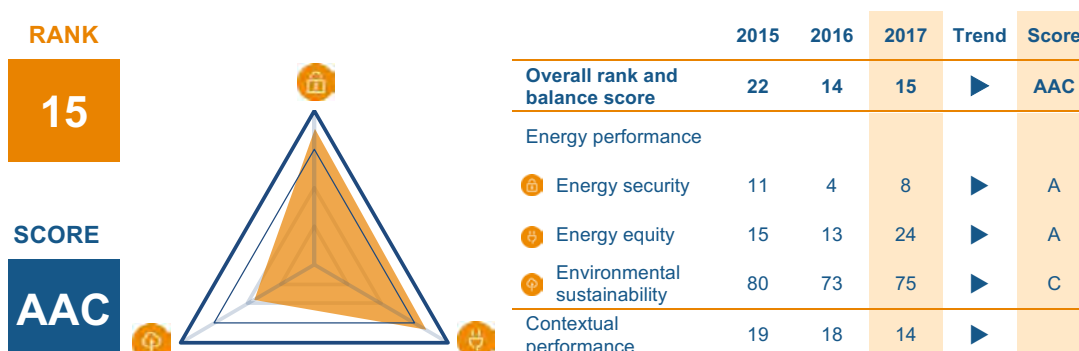 RANK
15
SCORE
AAC
2015 2016 2017 Trend Score
Overall rank and
balance score 22 14 15 AAC
Energy performance
Energy security 11 4 8 A
Energy equity 15 13 24 A
Environmental
sustainability 80 73 75 C
Contextual
performance 19 18 14